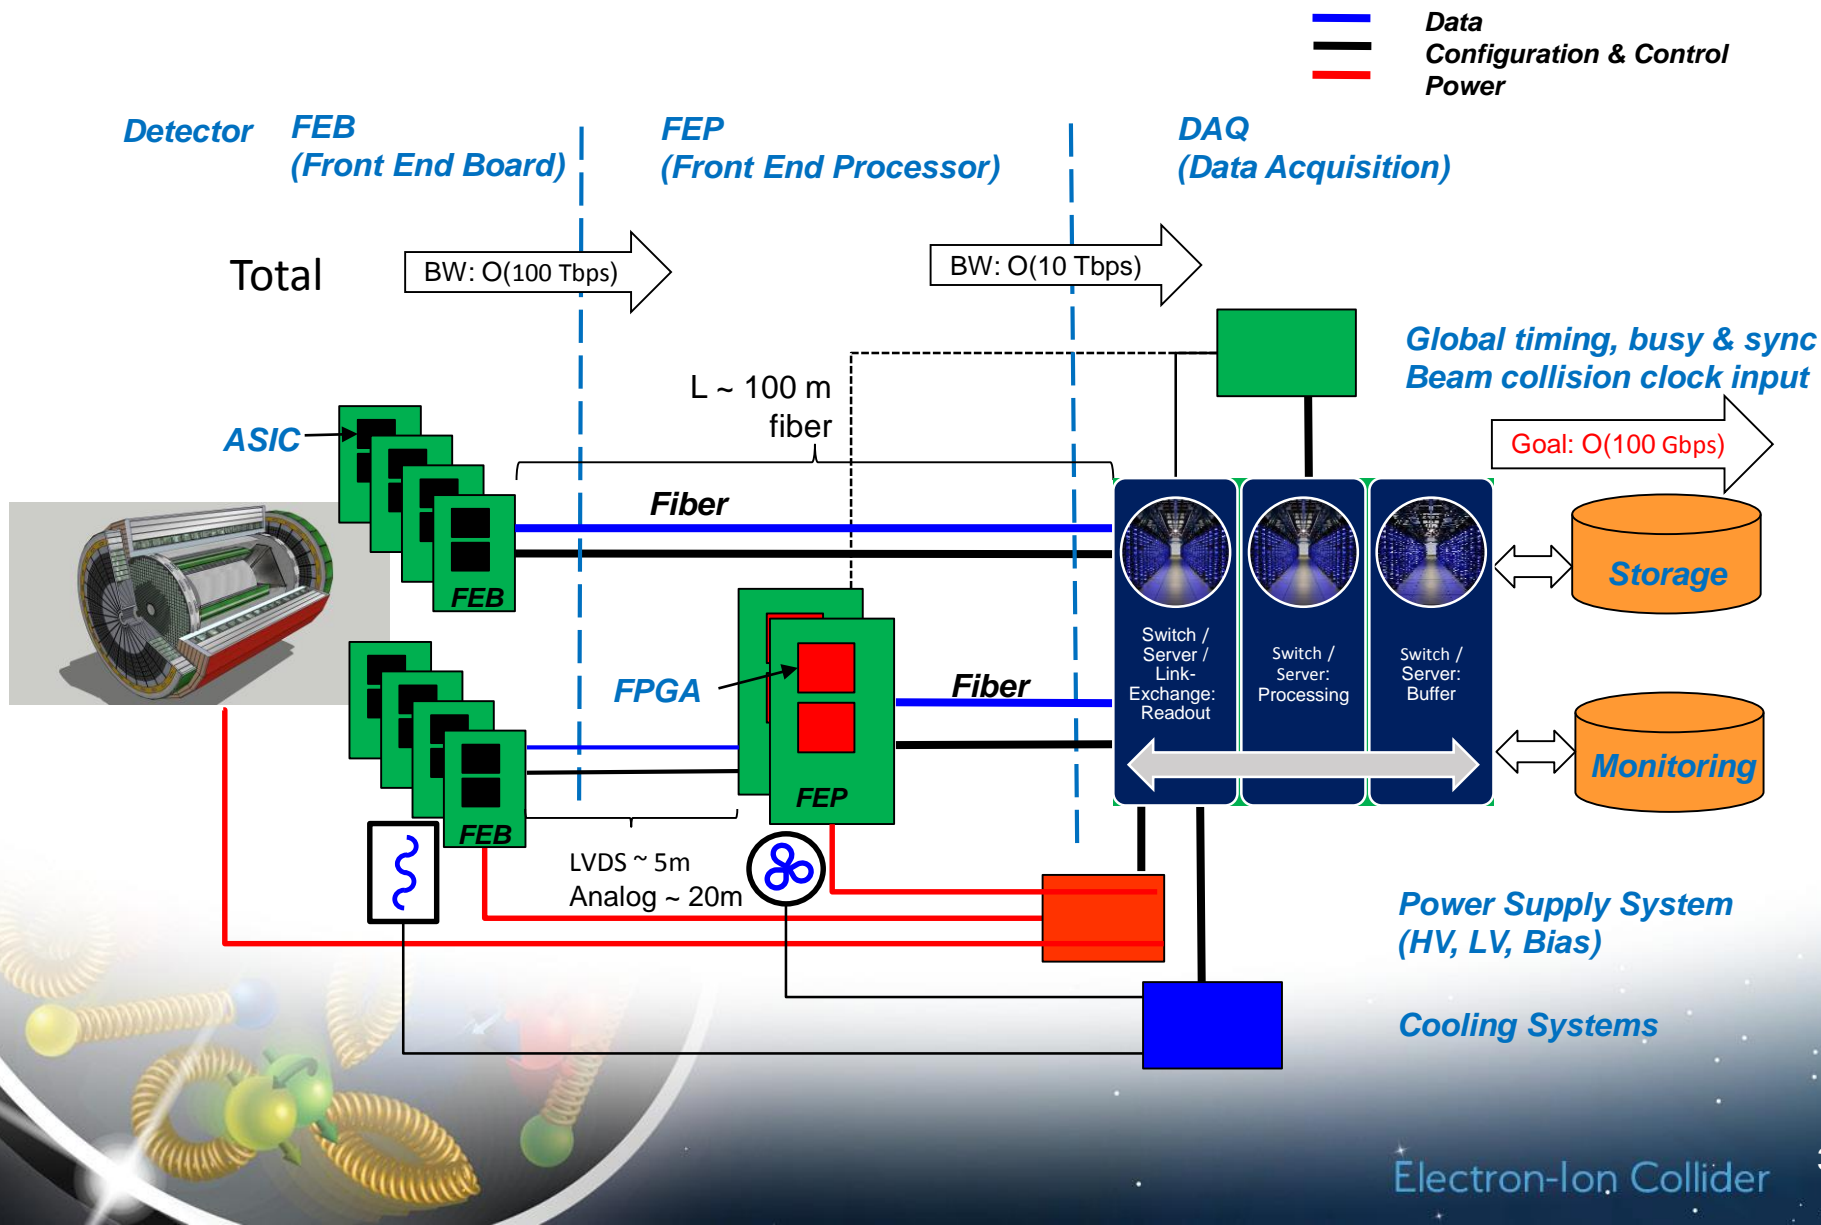 Data
Configuration & Control
Power
Detector
FEB
(Front End Board)
FEP
(Front End Processor)
DAQ
(Data Acquisition)
Total
BW: O(100 Tbps)
BW: O(10 Tbps)
Global timing, busy & sync
Beam collision clock input
L ~ 100 m
fiber
ASIC
Goal: O(100 Gbps)
Fiber
FEB
Storage
Switch /
Server /
Link-
Exchange:
Readout
Switch /
Server:
Processing
Switch /
Server:
Buffer
FPGA
Fiber
FEP
Monitoring
FEB
LVDS ~ 5m
Analog ~ 20m
Power Supply System
(HV, LV, Bias)
Cooling Systems
Electron-Ion Collider